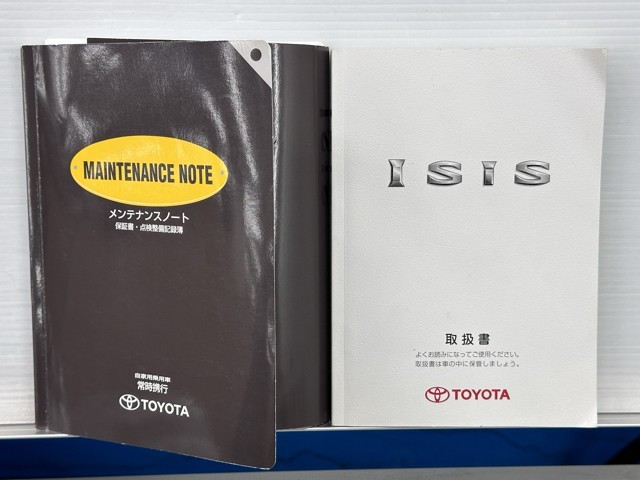 MAINTENANCE NOTE
メンテナンスノート
保証書・点検整備記録簿
自家用乗用車
常時携行
TOYOTA
ISIS
取扱書
よくお読みになってご使用ください。
取扱書は車の中に保管しましょう。
TOYOTA